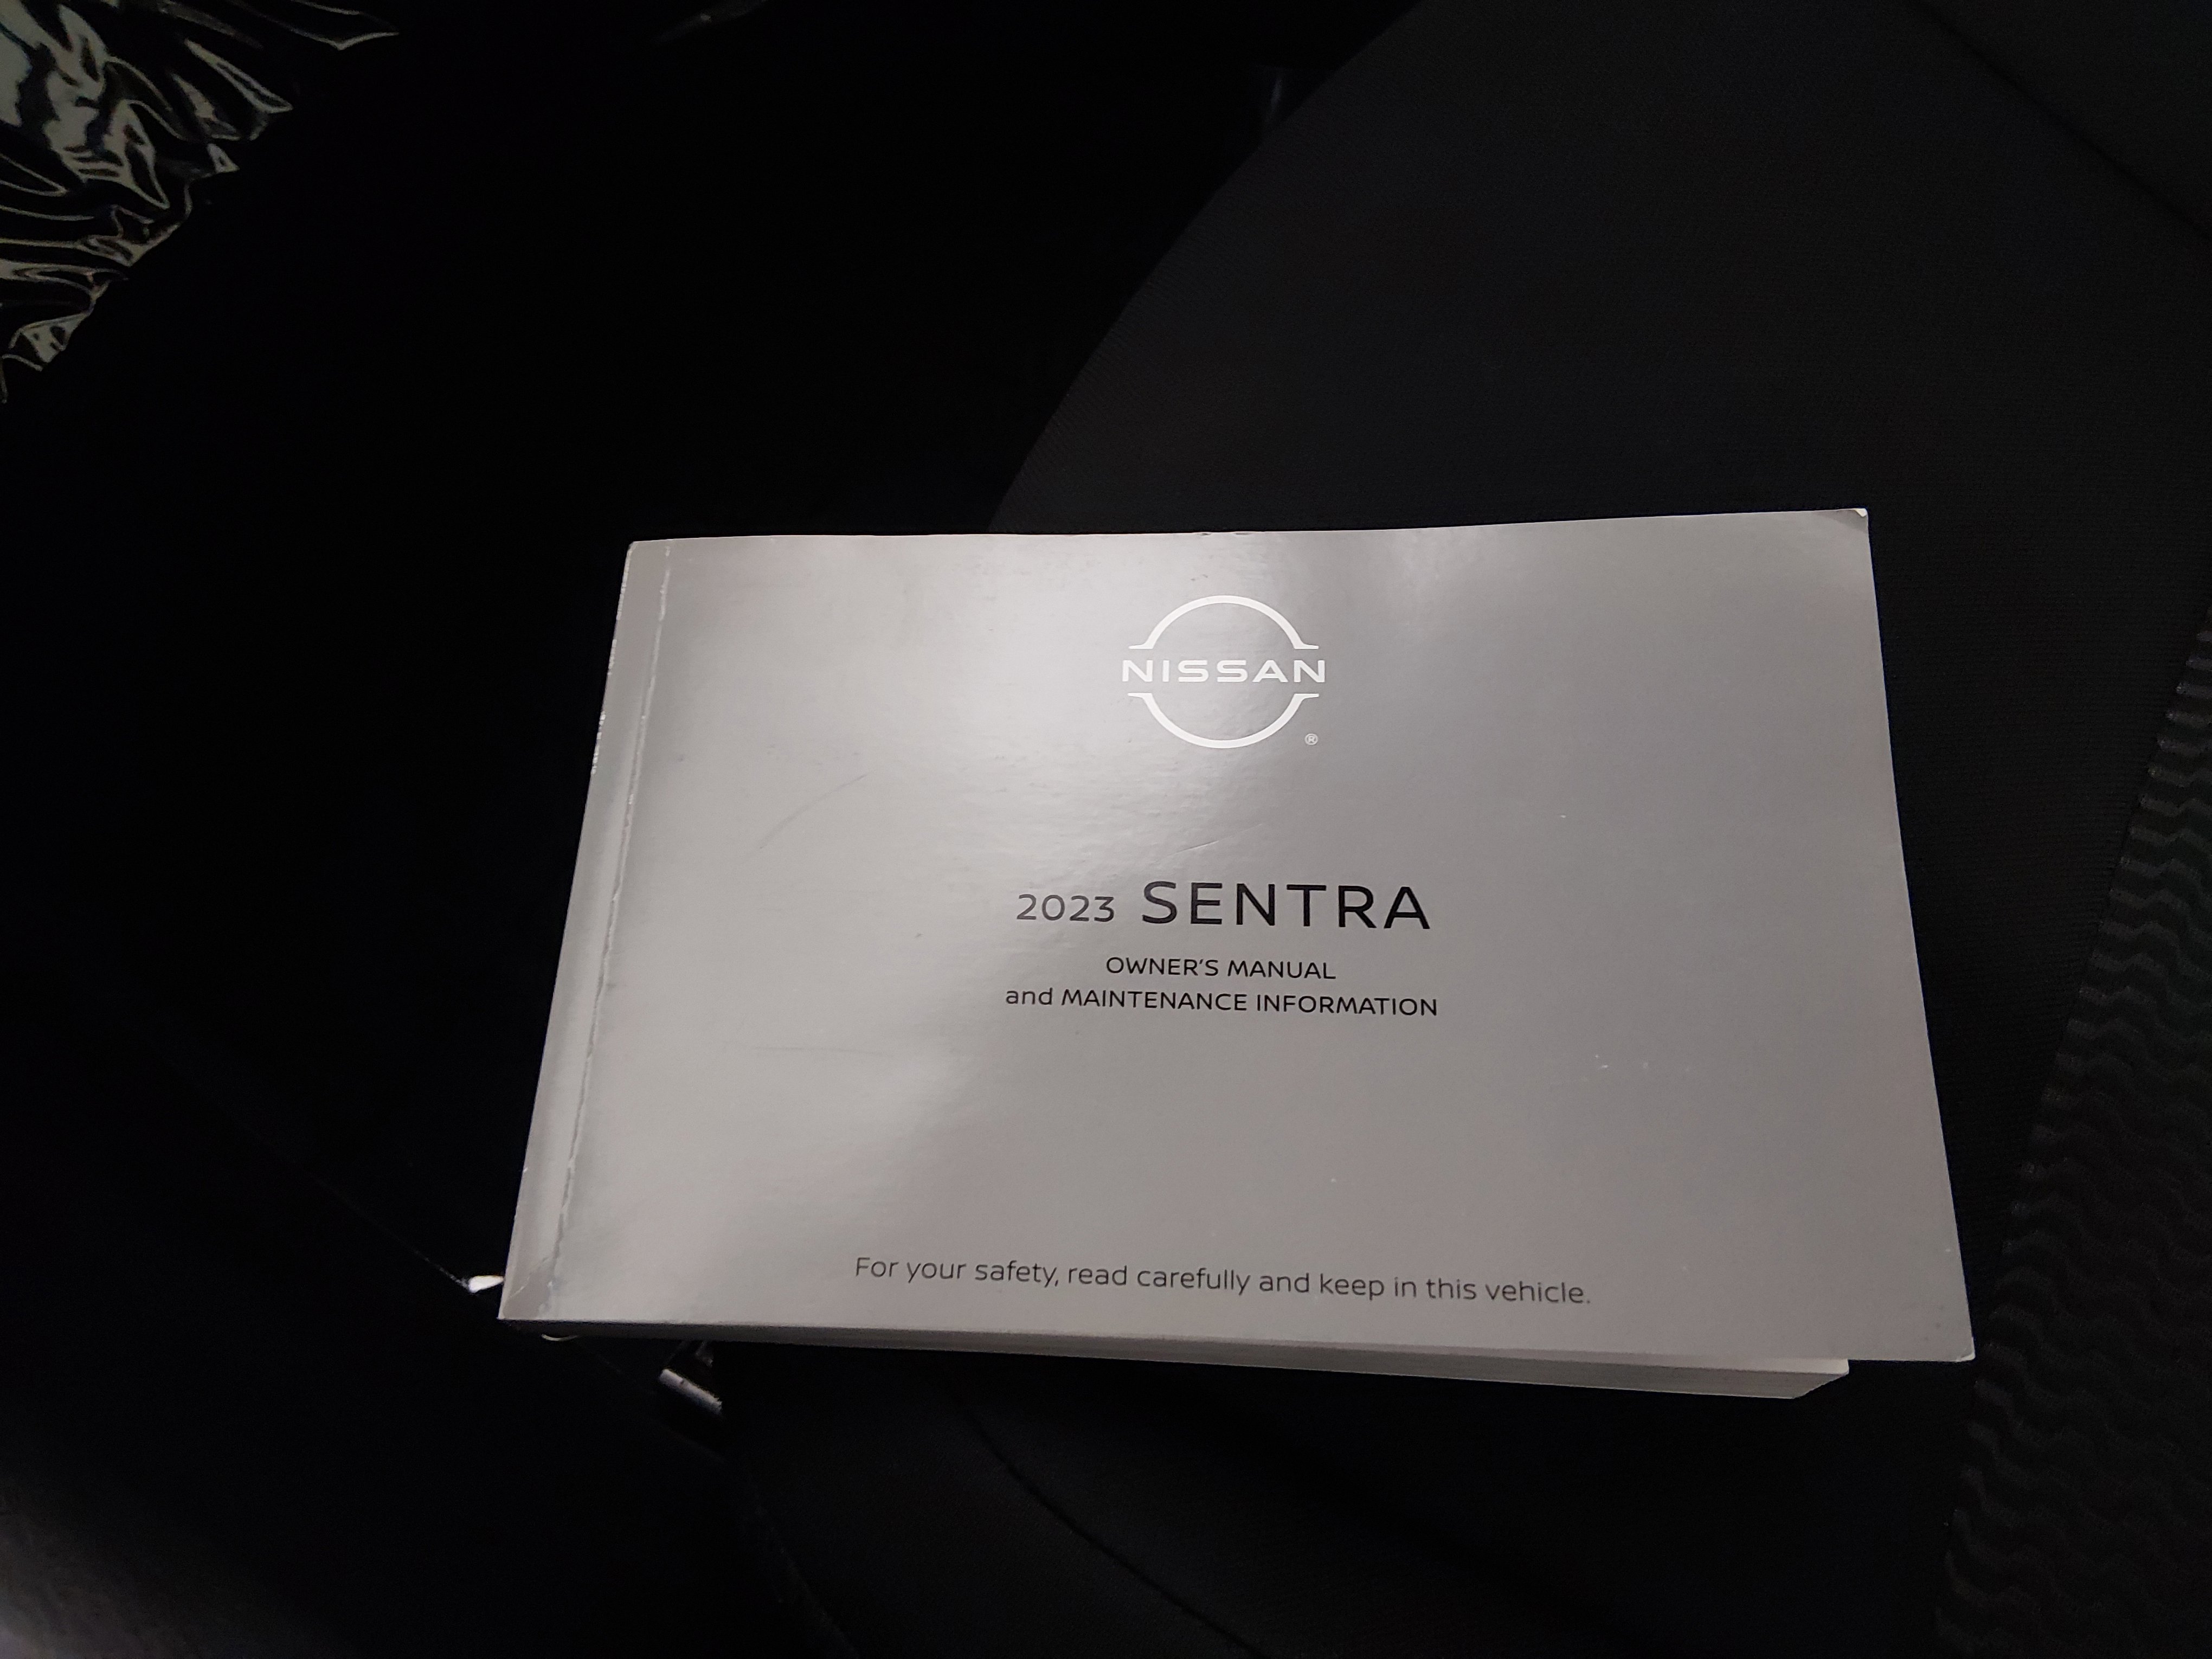 NISSAN
®
2023 SENTRA
OWNER'S MANUAL
and MAINTENANCE INFORMATION
For your safety, read carefully and keep in this vehicle.